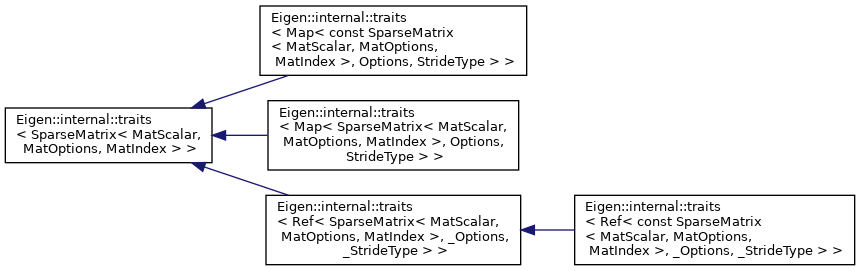 Eigen::internal::traits
< Map< const SparseMatrix
< MatScalar, MatOptions,
MatIndex >, Options, StrideType > >
Eigen::internal::traits
< SparseMatrix< MatScalar,
MatOptions, MatIndex > >
Eigen::internal::traits
< Map< SparseMatrix< MatScalar,
MatOptions, MatIndex >, Options,
StrideType > >
Eigen::internal::traits
< Ref< SparseMatrix< MatScalar,
MatOptions, MatIndex >, _Options,
_StrideType > >
Eigen::internal::traits
< Ref< const SparseMatrix
< MatScalar, MatOptions,
MatIndex >, _Options, _StrideType > >